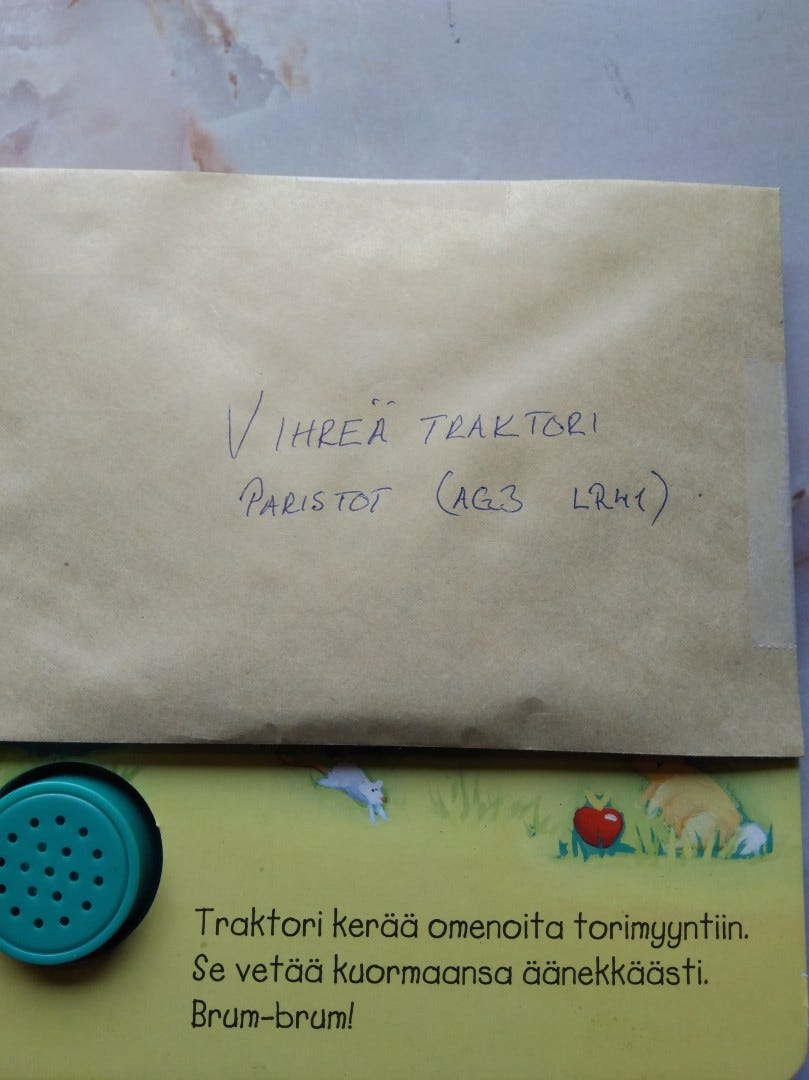 VIHREÄ TRAKTORI
PARISTOT (AG3 LR41)
Traktori kerää omenoita torimyyntiin.
Se vetää kuormaansa äänekkäästi.
Brum-brum!